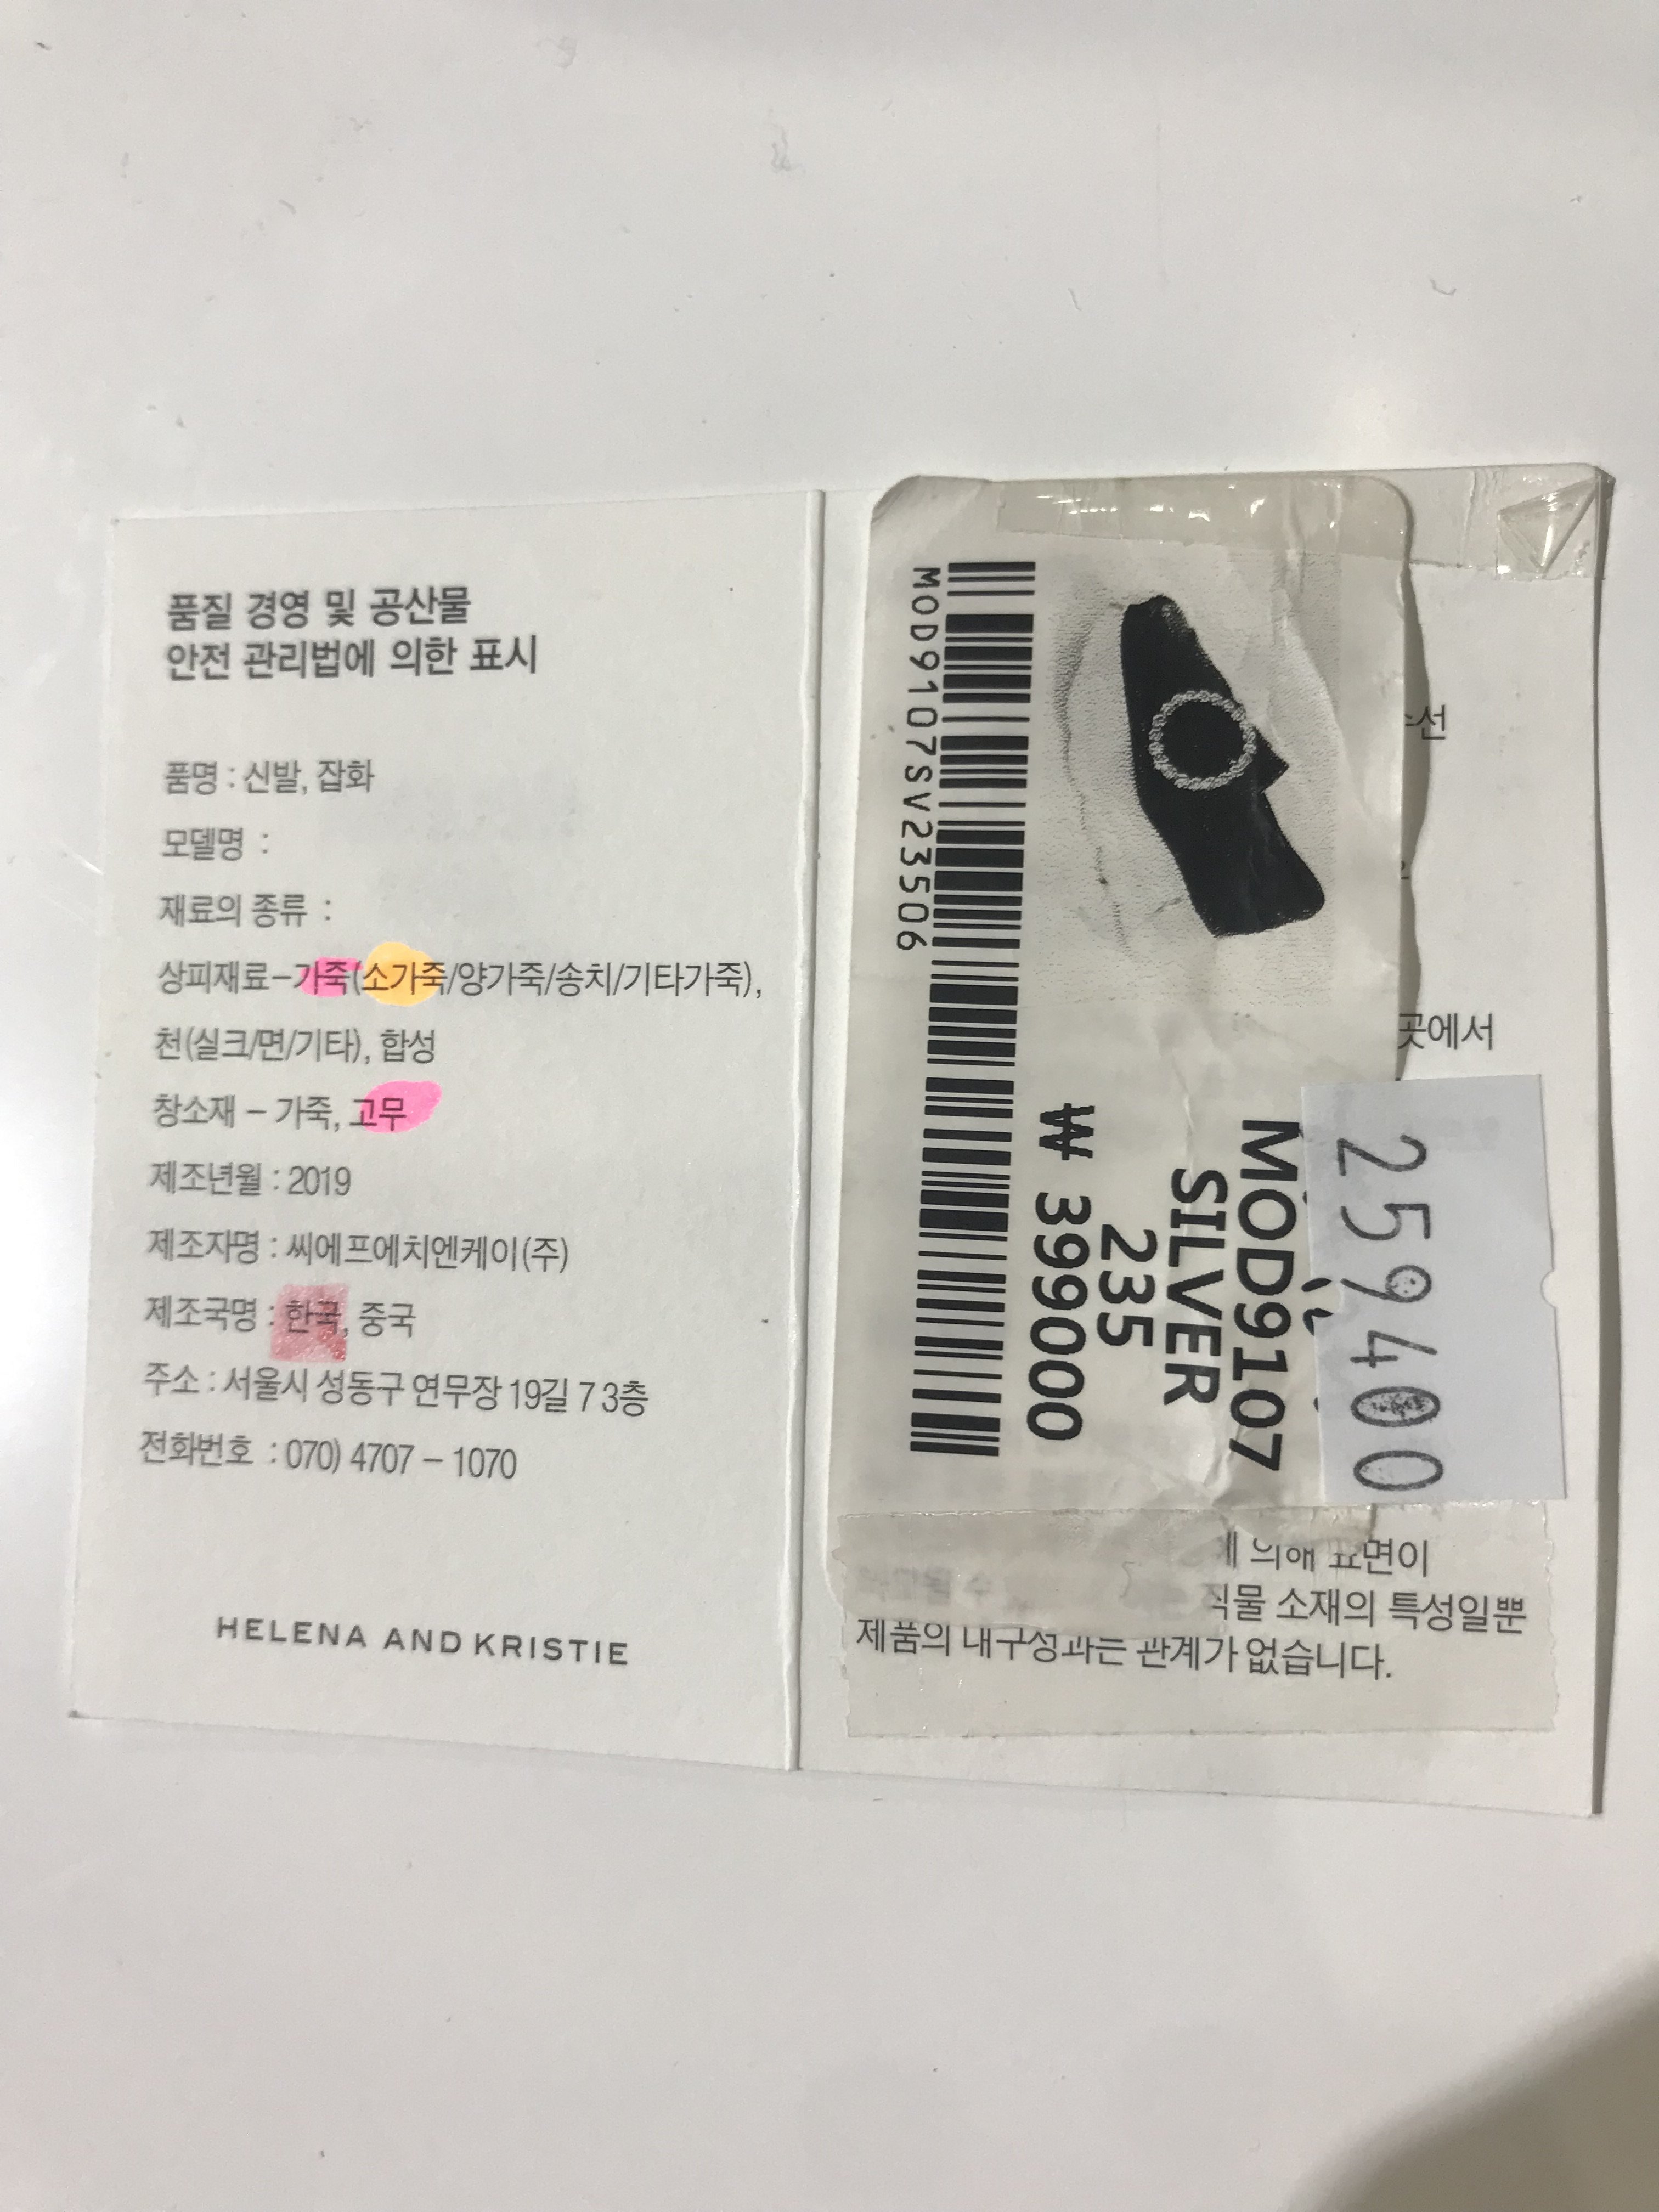 품질 경영 및 공산물
안전 관리법에 의한 표시
품명 : 신발, 잡화
모델명 :
재료의 종류 :
상피재료-가죽(소가죽/양가죽/송치/기타가죽),
천(실크/면/기타), 합성
창소재 - 가죽, 고무
제조년월 : 2019
제조자명 : 씨에프에치엔케이(주)
제조국명 : 한국, 중국
주소 : 서울시 성동구 연무장 19길 7 3층
전화번호 : 070) 4707 - 1070
HELENA AND KRISTIE
259400
MOD9107
SILVER
235
₩ 399000
MOD9107SV23506
곳에서
의해 표면이
소재의 특성일뿐
제품의 내구성과는 관계가 없습니다.